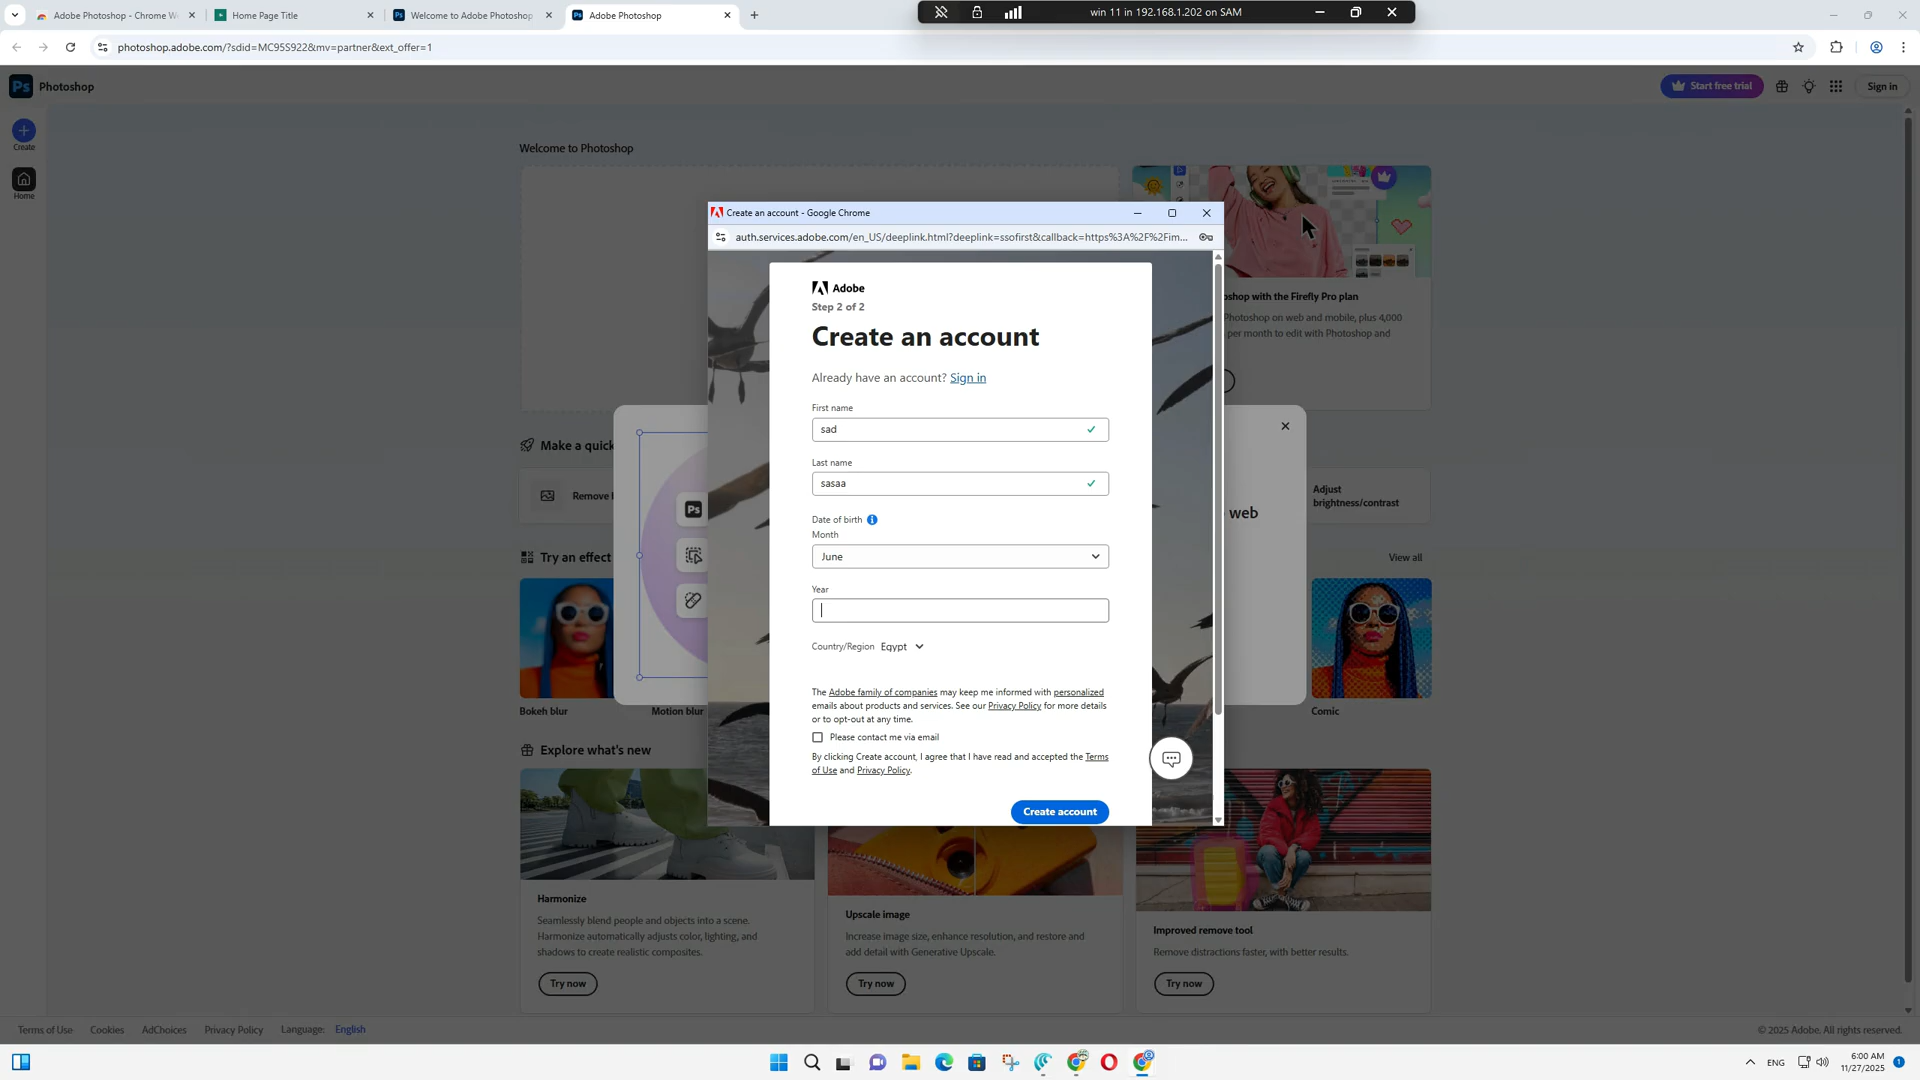 Adobe Photoshop - Chrome W
Home Page Title
Welcome to Adobe Photoshop
Adobe Photoshop
win 11 in 192.168.1.202 on SAM
photoshop.adobe.com/?sdid=MC95S922&mv=partner&ext_offer=1
Ps Photoshop
Start free trial
Sign in
Create
Home
Welcome to Photoshop
shop with the Firefly Pro plan
Photoshop on web and mobile, plus 4,000
per month to edit with Photoshop and
Make a quick
Remove
Adjust
brightness/contrast
web
Try an effect
View all
Ps
Bokeh blur
Motion blur
Comic
Explore what's new
Create an account - Google Chrome
auth.services.adobe.com/en_US/deeplink.html?deeplink=ssofirst&callback=https%3A%2F%2Fim...
Adobe
Step 2 of 2
Create an account
Already have an account? Sign in
First name
sad
Last name
sasaa
Date of birth
Month
June
Year
Country/Region Egypt
The Adobe family of companies may keep me informed with personalized
emails about products and services. See our Privacy Policy for more details
or to opt-out at any time.
Please contact me via email
By clicking Create account, I agree that I have read and accepted the Terms
of Use and Privacy Policy.
Create account
Harmonize
Seamlessly blend people and objects into a scene.
Harmonize automatically adjusts color, lighting, and
shadows to create realistic composites.
Try now
Upscale image
Increase image size, enhance resolution, and restore and
add detail with Generative Upscale.
Try now
Improved remove tool
Remove distractions faster, with better results.
Try now
Terms of Use
Cookies
AdChoices
Privacy Policy
Language:
English
© 2025 Adobe. All rights reserved.
ENG
6:00 AM
11/27/2025
1